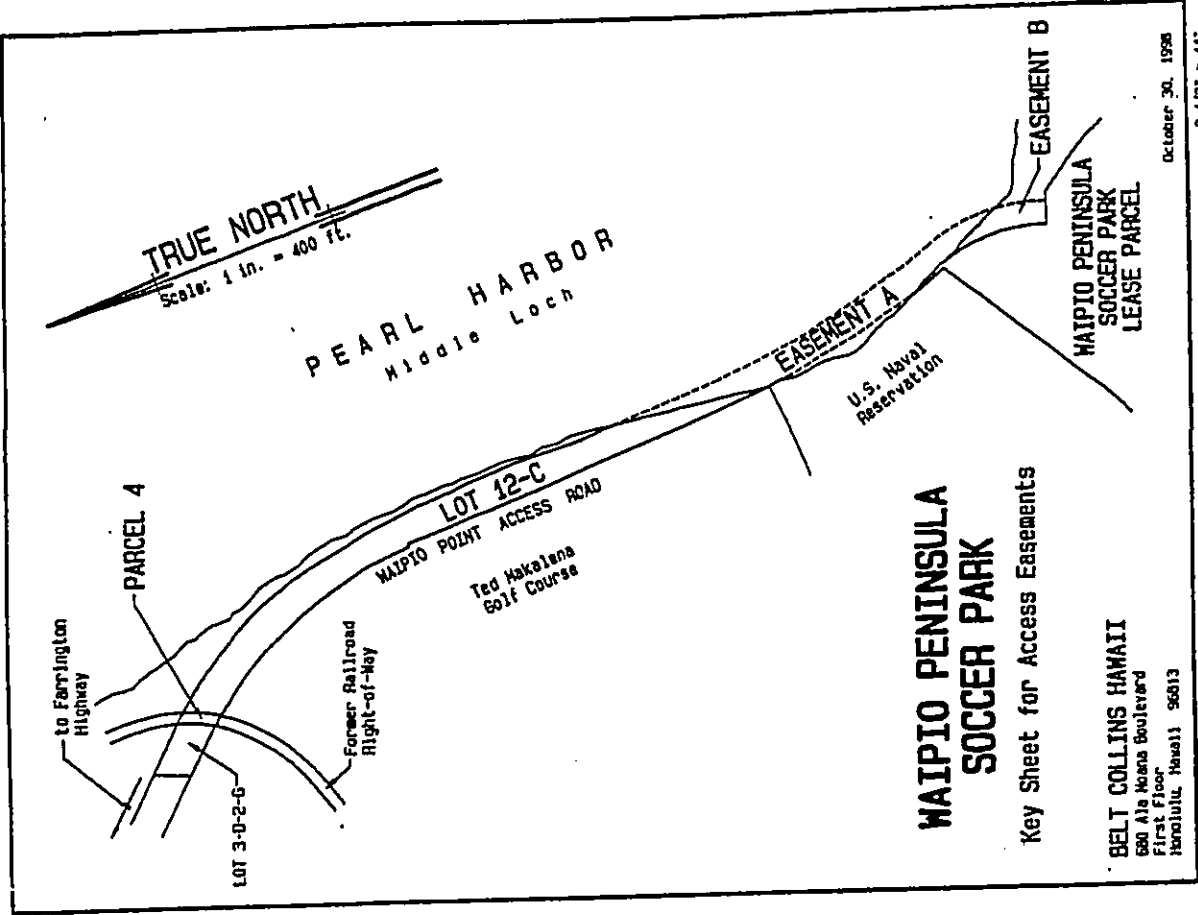 TRUE NORTH
Scale: 1 in. = 400 ft.
PEARL HARBOR
Middle Loch
to Farrington
Highway
PARCEL 4
LOT 3-D-2-G
Former Railroad
Right-of-Way
LOT 12-C
WAIPIO POINT ACCESS ROAD
Ted Makalena
Golf Course
EASEMENT A
U.S. Naval
Reservation
EASEMENT B
WAIPIO PENINSULA
SOCCER PARK
LEASE PARCEL
WAIPIO PENINSULA
SOCCER PARK
Key Sheet for Access Easements
BELT COLLINS HAWAII
680 Ala Moana Boulevard
First Floor
Honolulu, Hawaii 96813
October 30, 1998